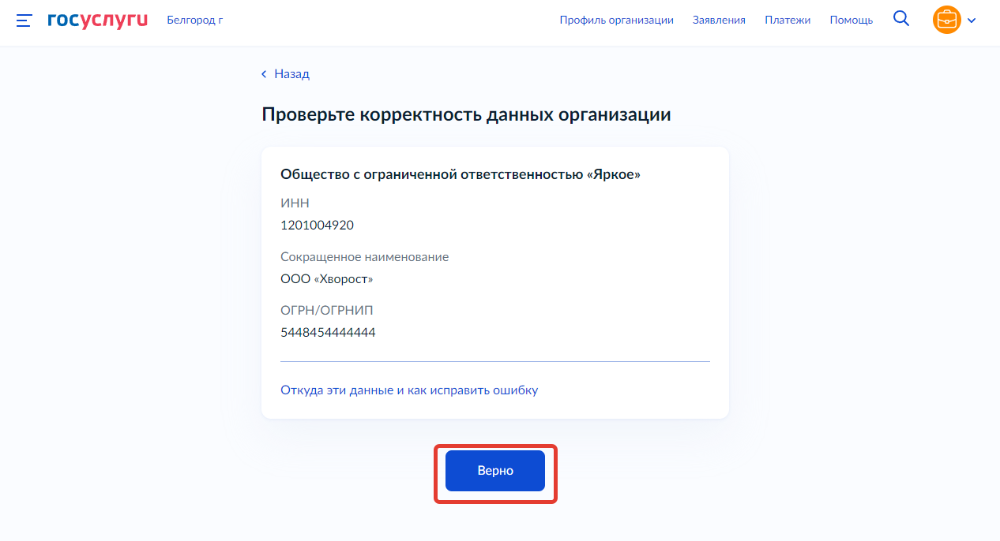 госуслуги Белгород г Профиль организации Заявления Платежи Помощь
Назад
Проверьте корректность данных организации
Общество с ограниченной ответственностью «Яркое»
ИНН
1201004920
Сокращенное наименование
ООО «Хворост»
ОГРН/ОГРНИП
5448454444444
Откуда эти данные и как исправить ошибку
Верно